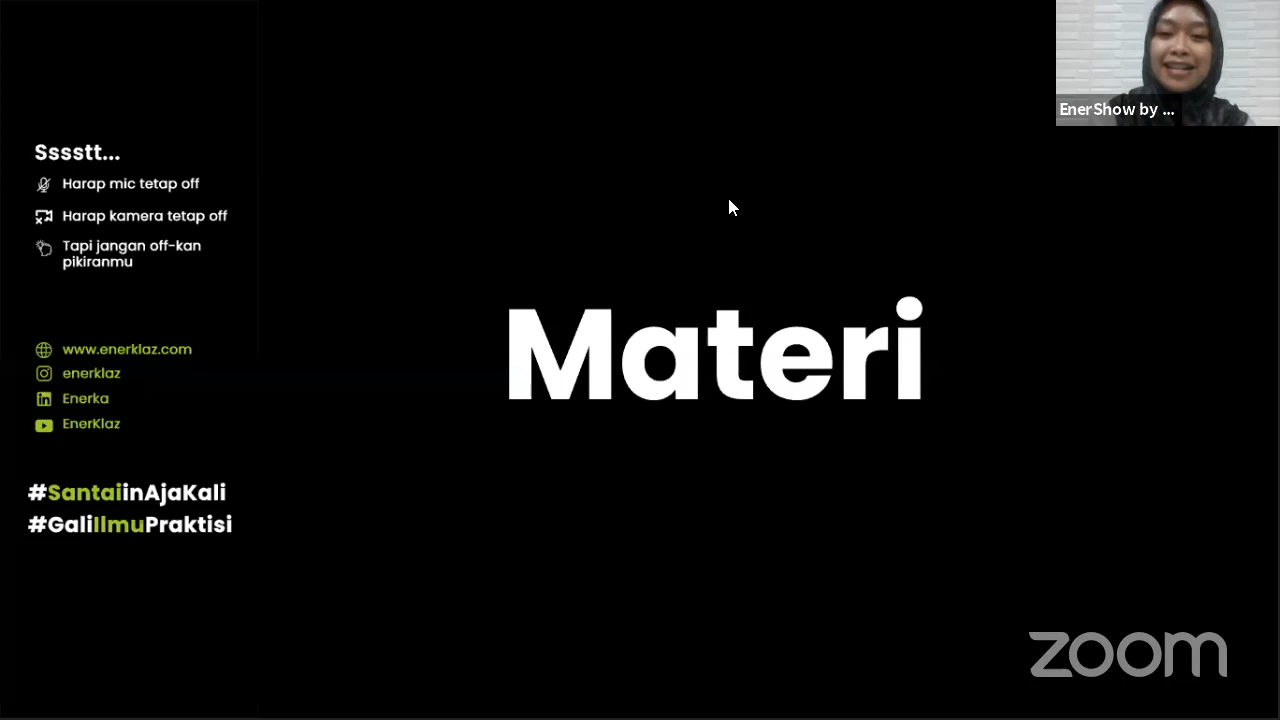 EnerShow by ...
Sssstt...
Harap mic tetap off
Harap kamera tetap off
Tapi jangan off-kan
pikiranmu
Materi
www.enerklaz.com
enerklaz
Enerka
EnerKlaz
#SantaiinAjaKali
#GaliIlmuPraktisi
zoom